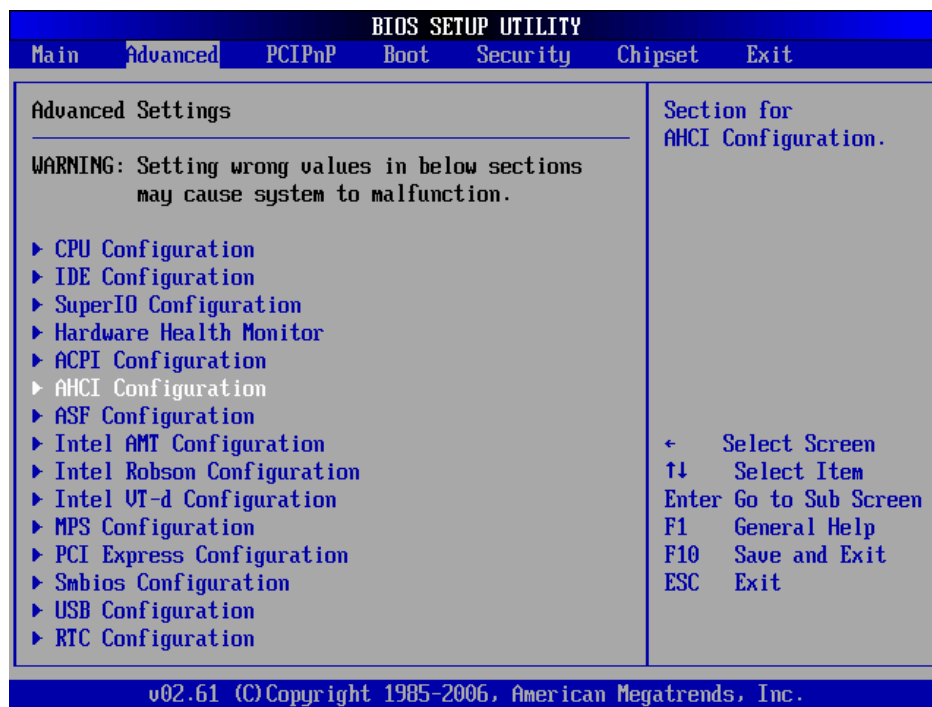 BIOS SETUP UTILITY
Main Advanced PCIPnP Boot Security Chipset Exit
Advanced Settings
WARNING: Setting wrong values in below sections
may cause system to malfunction.
▶ CPU Configuration
▶ IDE Configuration
▶ SuperIO Configuration
▶ Hardware Health Monitor
▶ ACPI Configuration
▶ AHCI Configuration
▶ ASF Configuration
▶ Intel AMT Configuration
▶ Intel Robson Configuration
▶ Intel VT-d Configuration
▶ MPS Configuration
▶ PCI Express Configuration
▶ Smbios Configuration
▶ USB Configuration
▶ RTC Configuration
Section for
AHCI Configuration.
← Select Screen
↑↓ Select Item
Enter Go to Sub Screen
F1 General Help
F10 Save and Exit
ESC Exit
v02.61 (C)Copyright 1985-2006, American Megatrends, Inc.